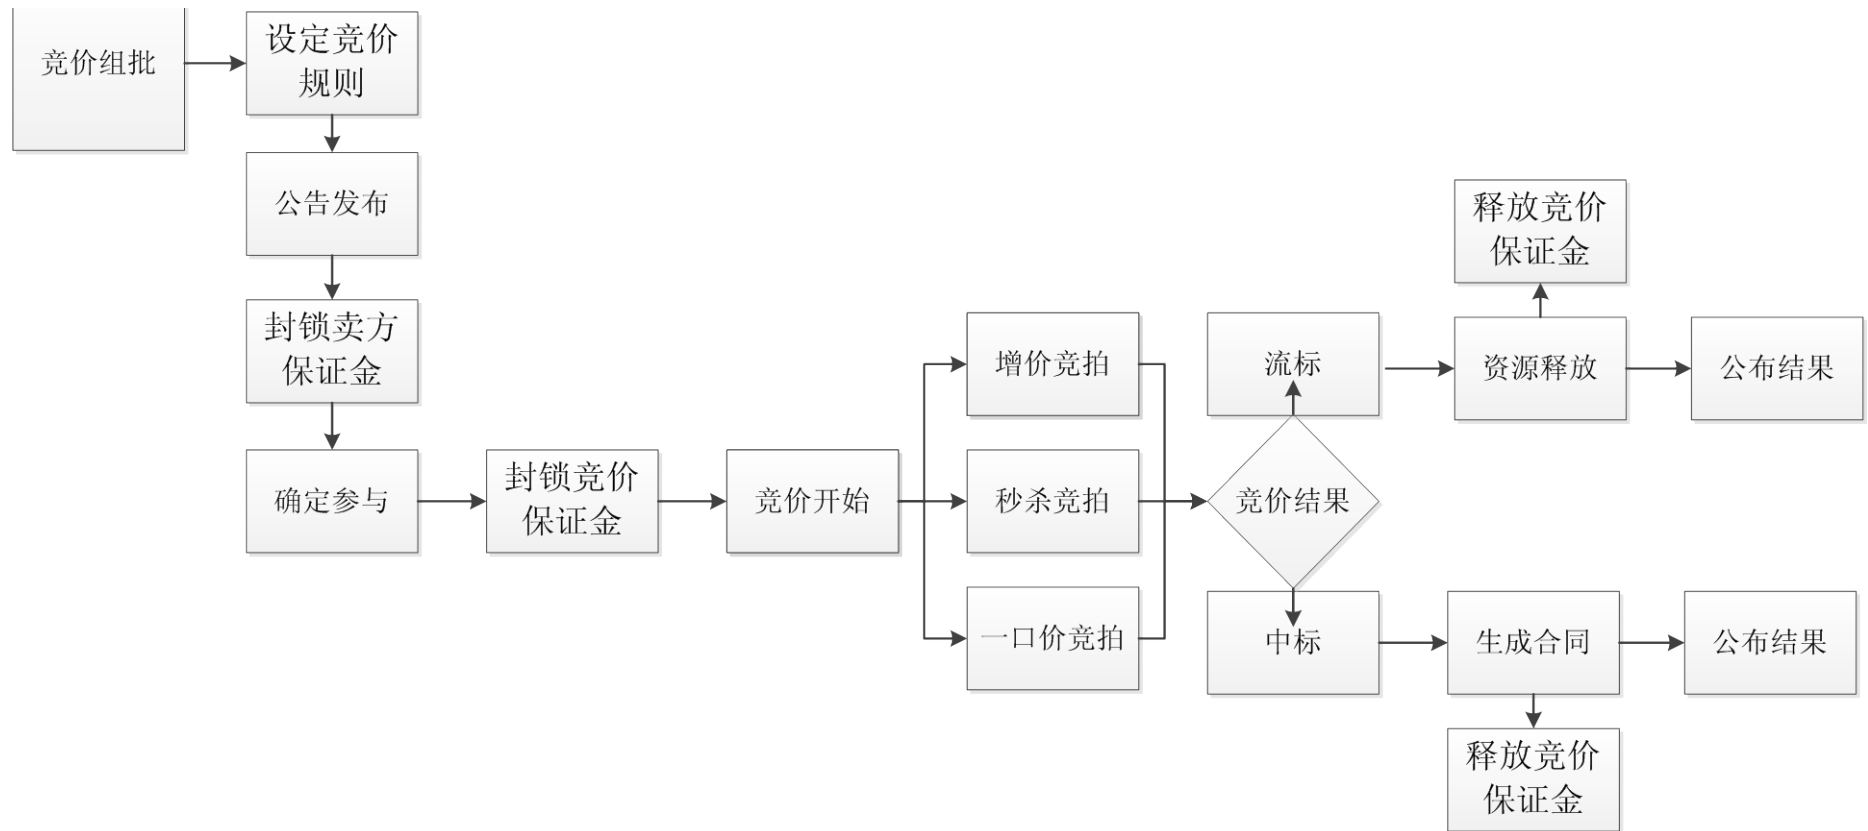 竞价组批
设定竞价
规则
公告发布
封锁卖方
保证金
确定参与
封锁竞价
保证金
竞价开始
增价竞拍
秒杀竞拍
一口价竞拍
竞价结果
流标
资源释放
释放竞价
保证金
公布结果
中标
生成合同
公布结果
释放竞价
保证金